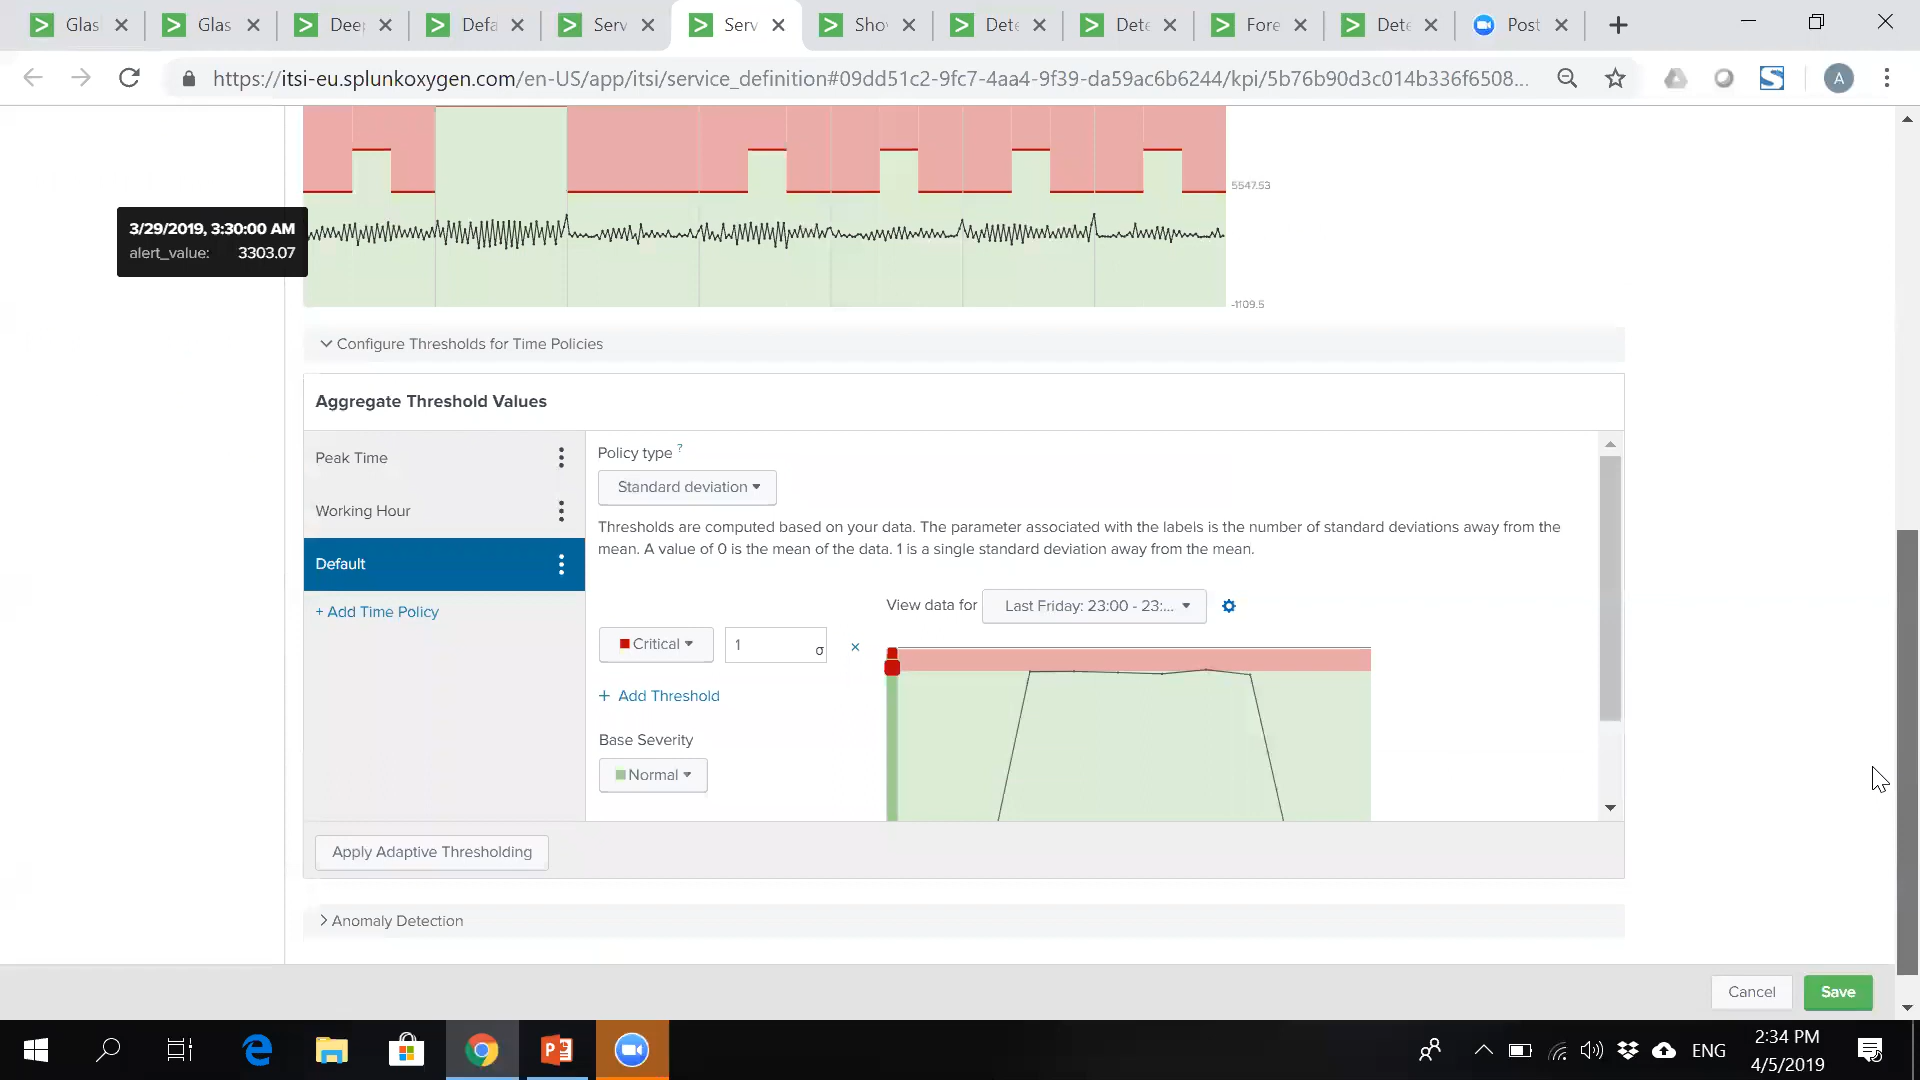 Glas
Glas
Deep
Defa
Serv
Serv
Sho
Dete
Dete
Fore
Dete
Post
https://itsi-eu.splunkoxygen.com/en-US/app/itsi/service_definition#09dd51c2-9fc7-4aa4-9f39-da59ac6b6244/kpi/5b76b90d3c014b336f6508...
A
5547.53
3/29/2019, 3:30:00 AM
alert_value: 3303.07
-1109.5
Configure Thresholds for Time Policies
Aggregate Threshold Values
Peak Time
Working Hour
Default
+ Add Time Policy
Policy type ?
Standard deviation
Thresholds are computed based on your data. The parameter associated with the labels is the number of standard deviations away from the
mean. A value of 0 is the mean of the data. 1 is a single standard deviation away from the mean.
View data for Last Friday: 23:00 - 23:...
Critical 1 σ ×
+ Add Threshold
Base Severity
Normal
Apply Adaptive Thresholding
Anomaly Detection
Cancel Save
ENG
2:34 PM
4/5/2019